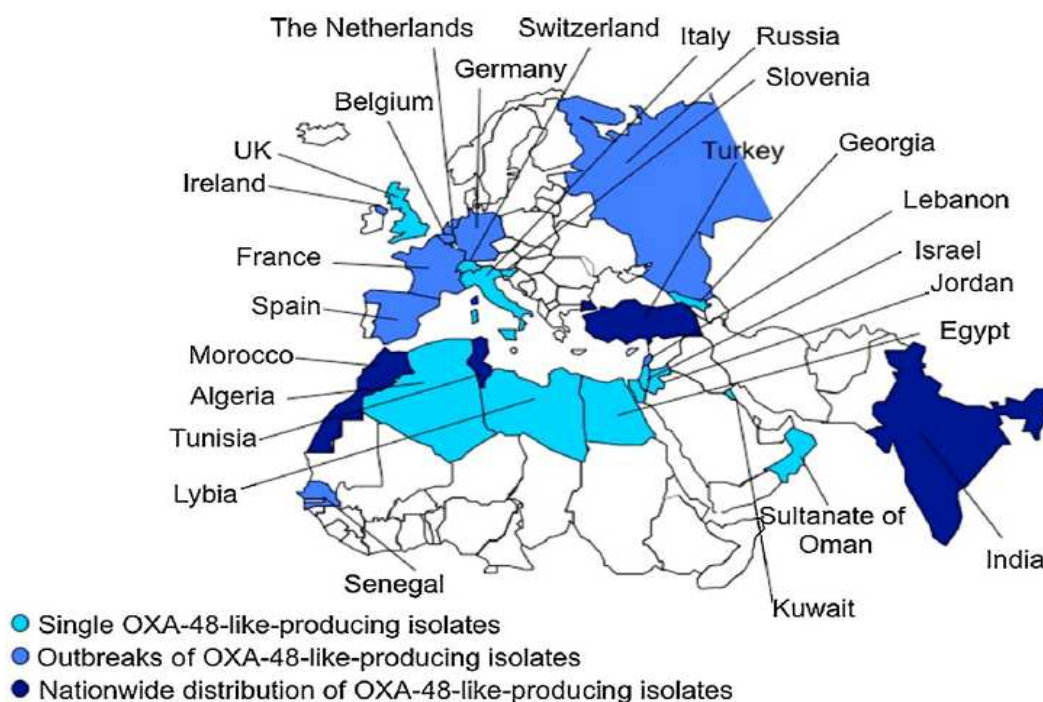 The Netherlands
Switzerland
Italy
Russia
Germany
Slovenia
Belgium
Turkey
Georgia
UK
Ireland
Lebanon
Israel
France
Jordan
Spain
Egypt
Morocco
Algeria
Tunisia
Lybia
Sultanate of
Oman
India
Senegal
Kuwait
Single OXA-48-like-producing isolates
Outbreaks of OXA-48-like-producing isolates
Nationwide distribution of OXA-48-like-producing isolates